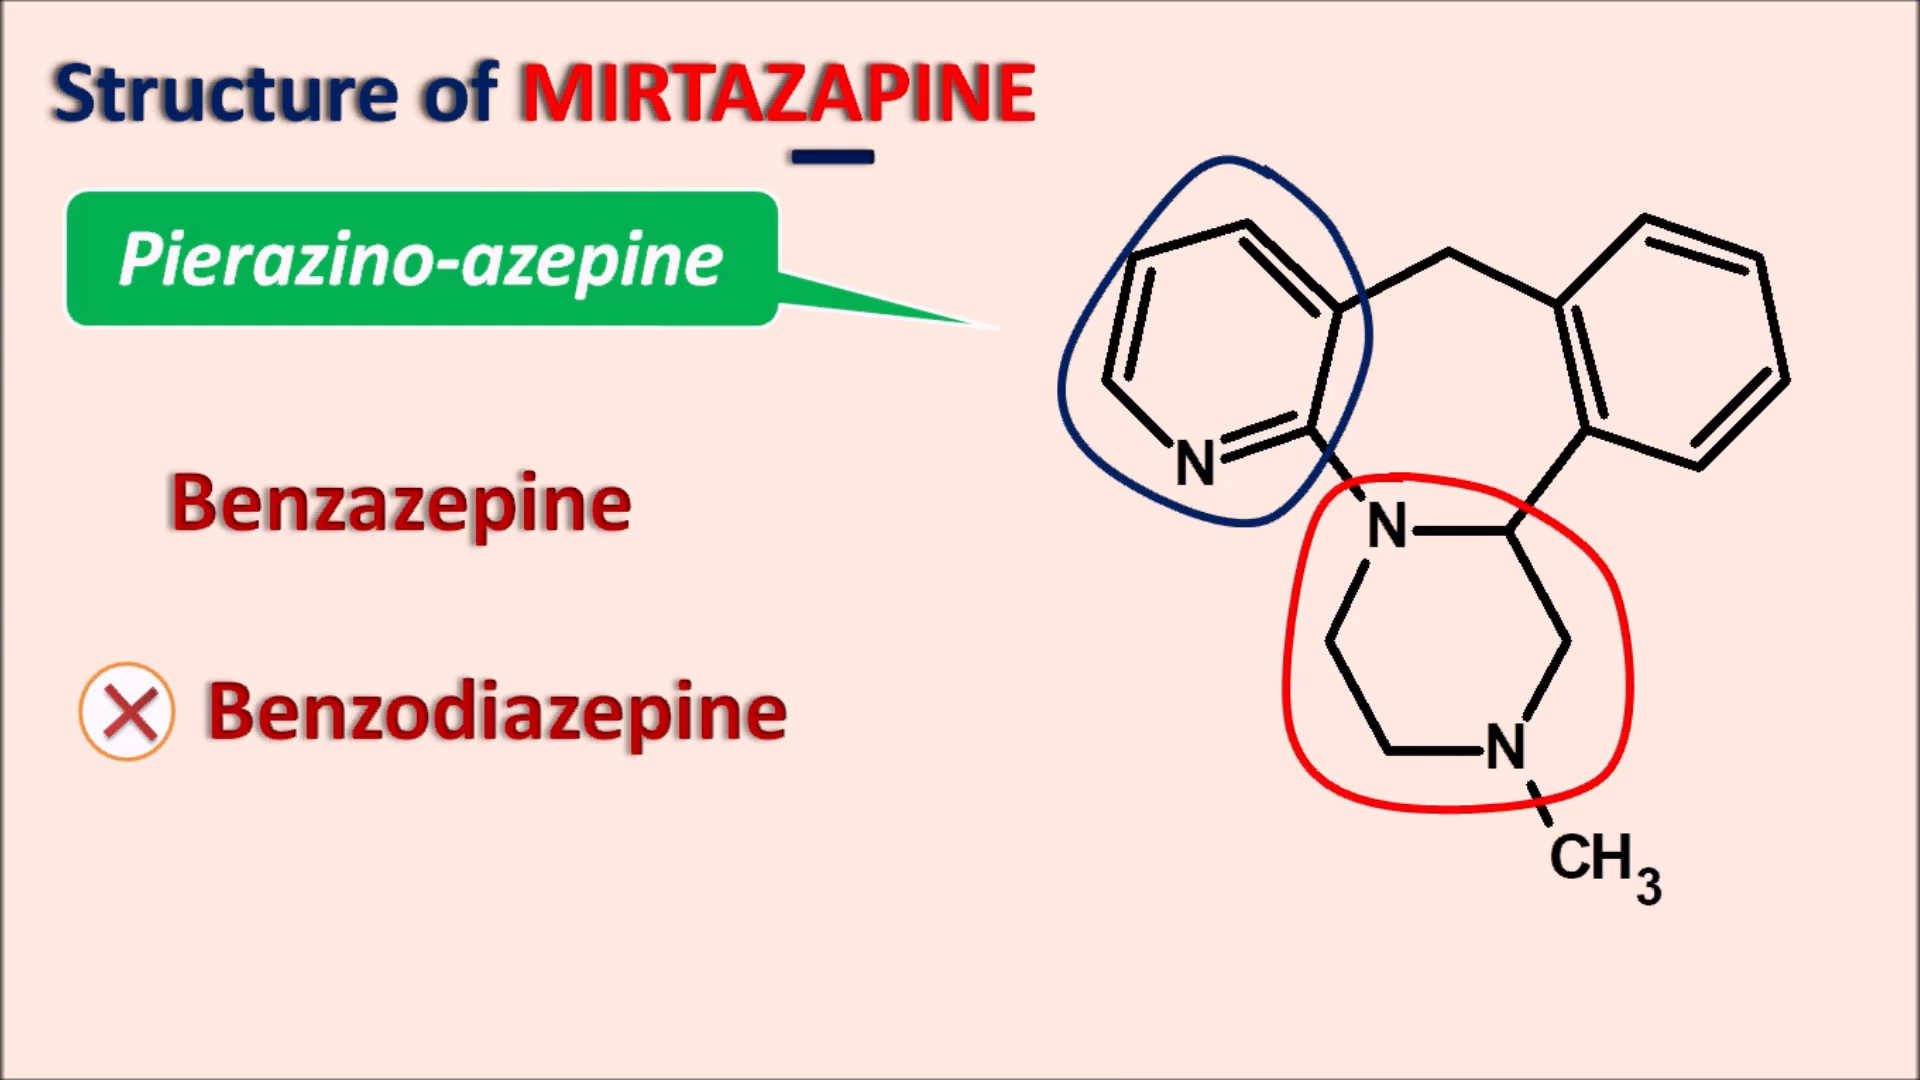 Structure of MIRTAZAPINE
Pierazino-azepine
Benzazepine
Benzodiazepine
N
N
N
CH3